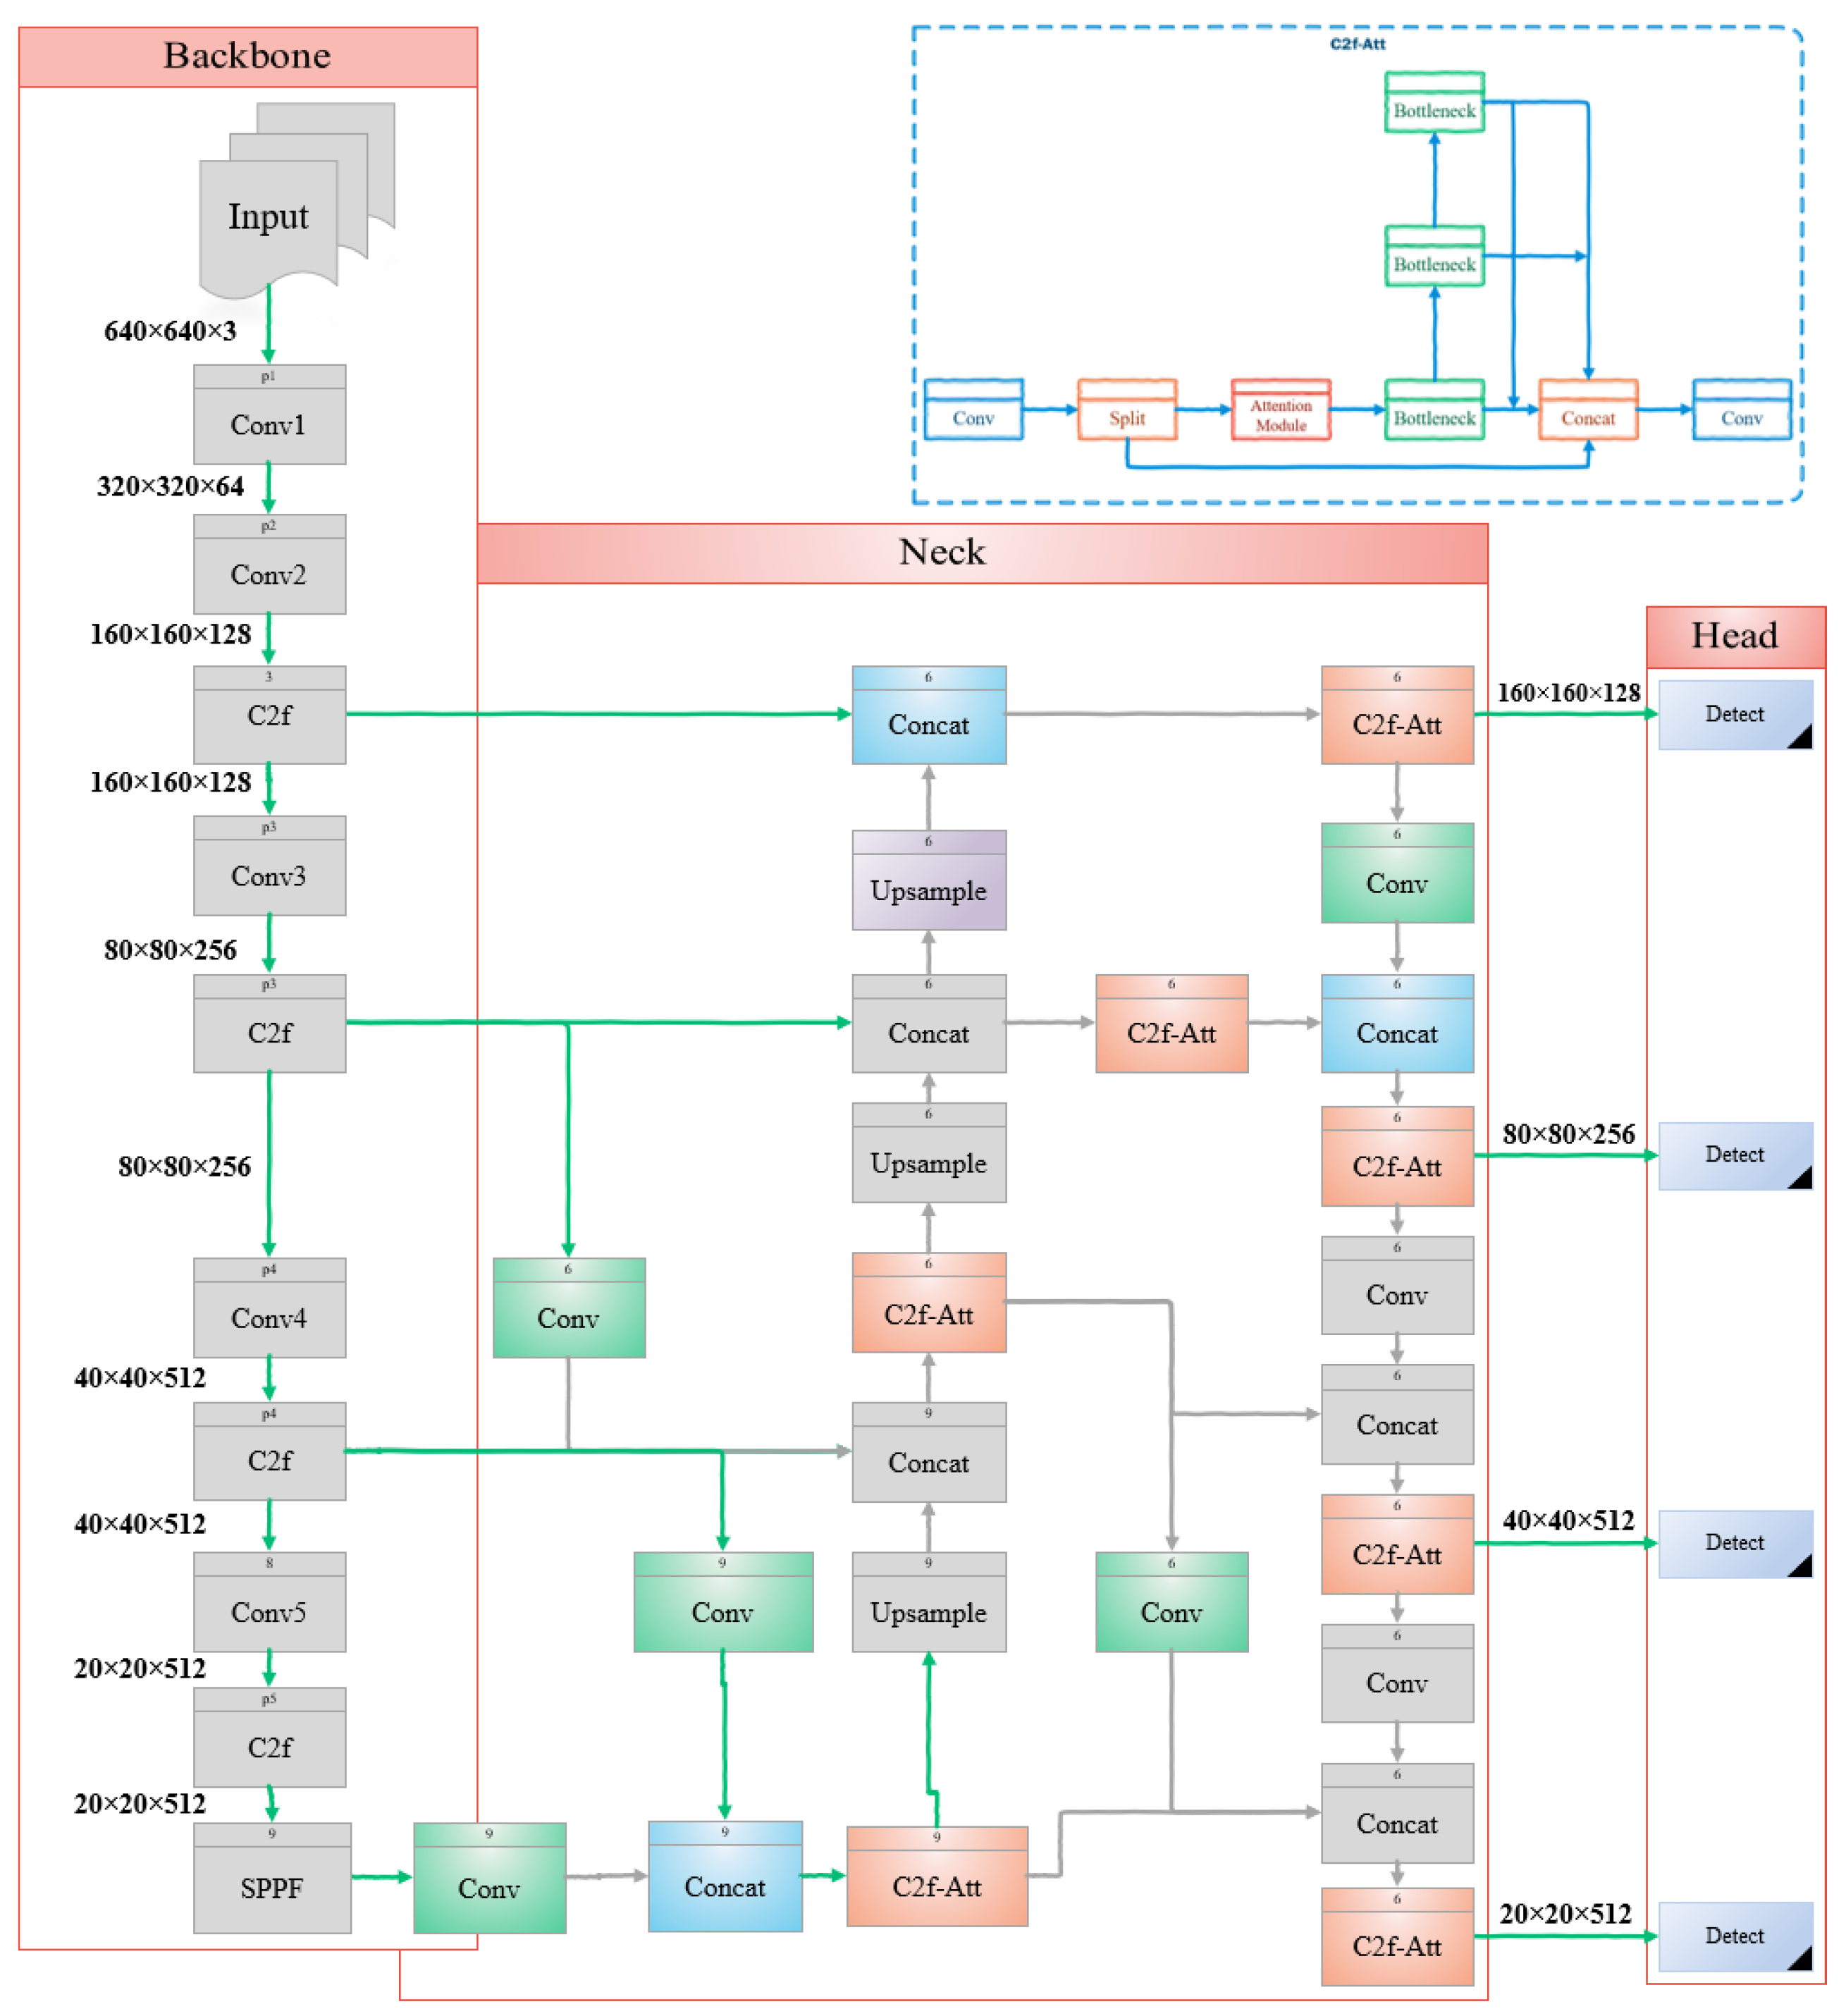 Backbone
Input
640×640×3
p1
Conv1
320×320×64
p2
Conv2
160×160×128
3
C2f
160×160×128
p3
Conv3
80×80×256
p3
C2f
80×80×256
p4
Conv4
40×40×512
p4
C2f
40×40×512
8
Conv5
20×20×512
p5
C2f
20×20×512
9
SPPF
C2f-Att
Bottleneck
Bottleneck
Conv
Split
Attention
Module
Bottleneck
Concat
Conv
Neck
6
Concat
6
C2f-Att
6
Upsample
6
Conv
6
Concat
6
C2f-Att
6
Concat
6
Upsample
6
C2f-Att
6
Conv
6
C2f-Att
6
Conv
9
Concat
6
Concat
9
Conv
9
Upsample
6
Conv
6
C2f-Att
6
Conv
6
Concat
9
Conv
9
Concat
9
C2f-Att
6
C2f-Att
Head
160×160×128
Detect
80×80×256
Detect
40×40×512
Detect
20×20×512
Detect